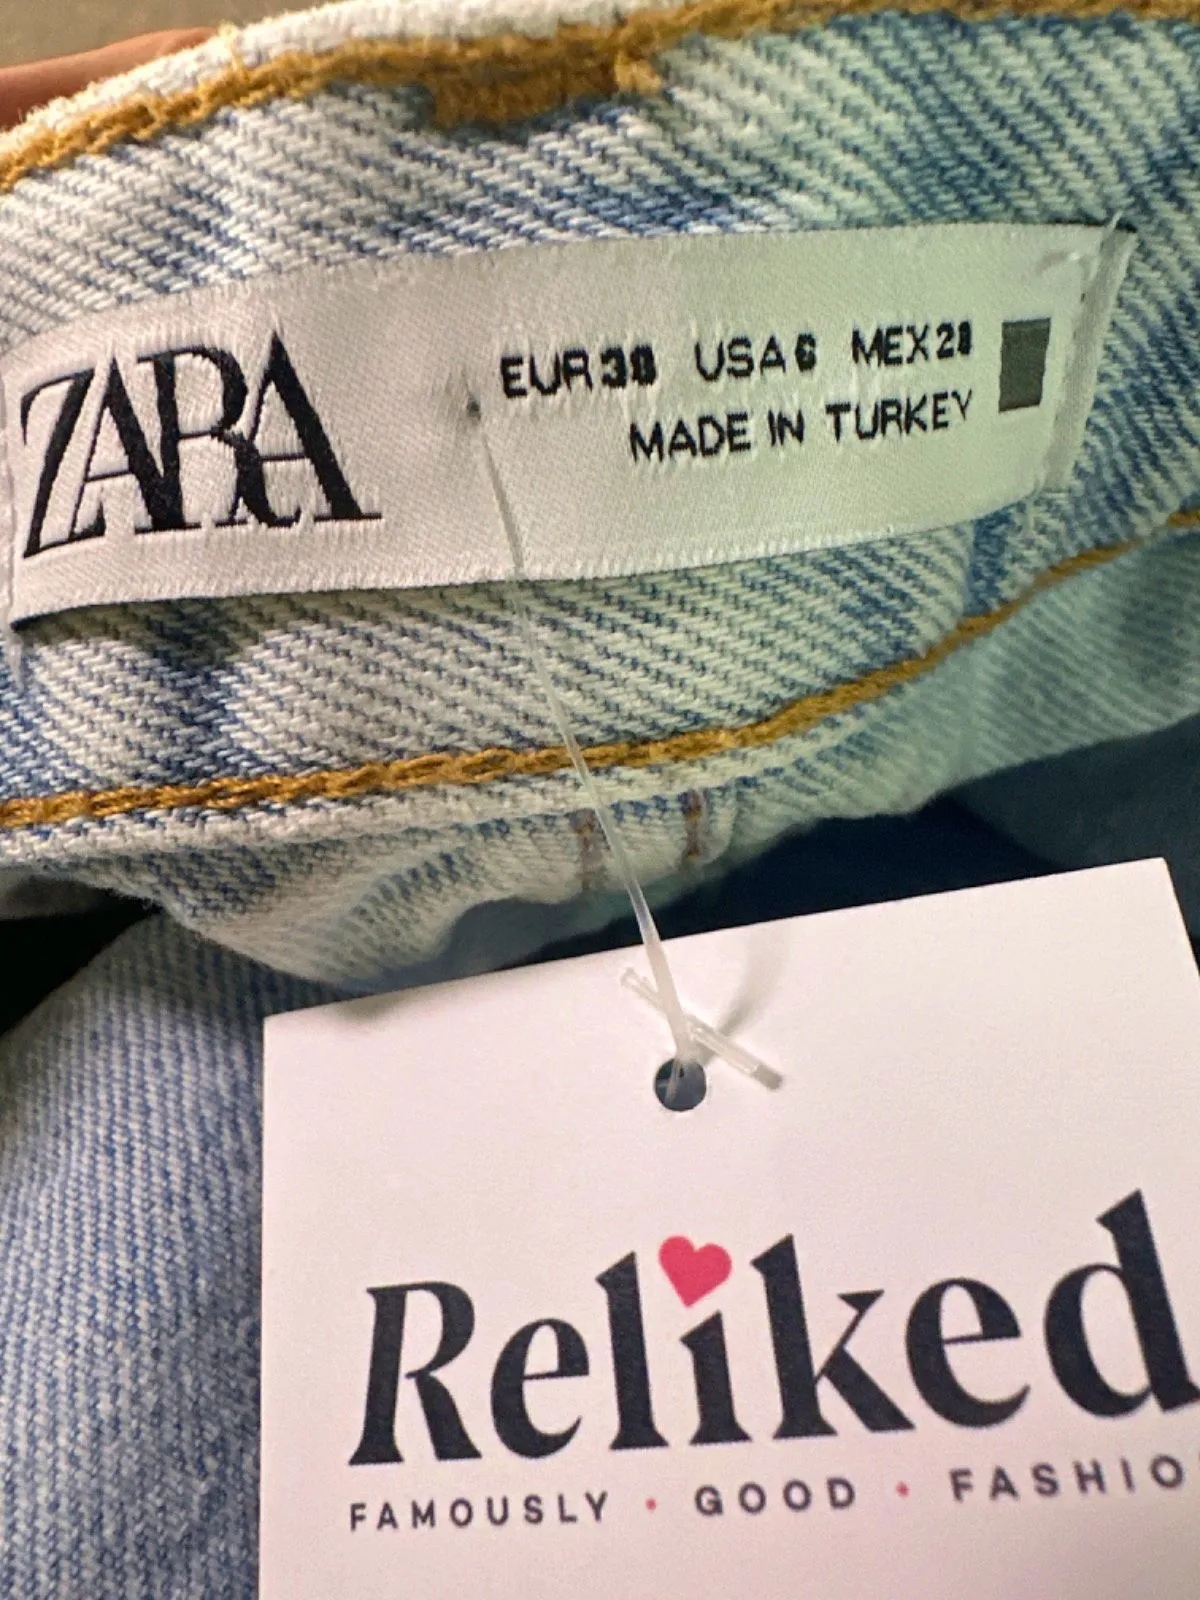 ZARA
EUR 38 USA 6 MEX 28
MADE IN TURKEY
Reliked
FAMOUSLY • GOOD • FASHIO